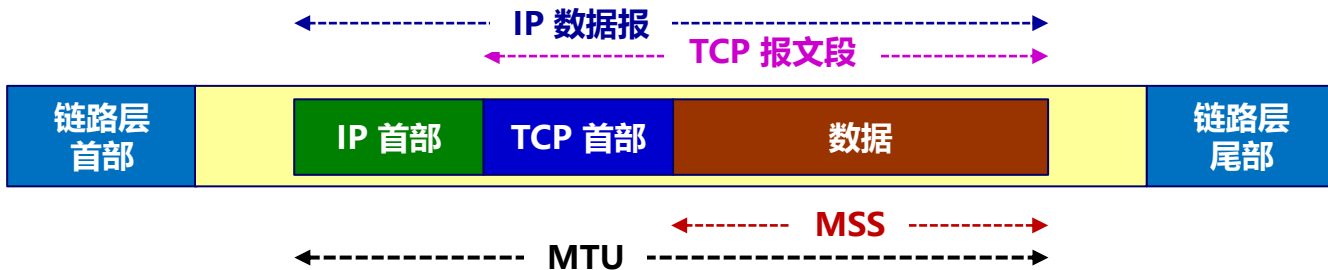 IP 数据报
TCP 报文段
链路层
首部
IP 首部
TCP 首部
数据
链路层
尾部
MSS
MTU